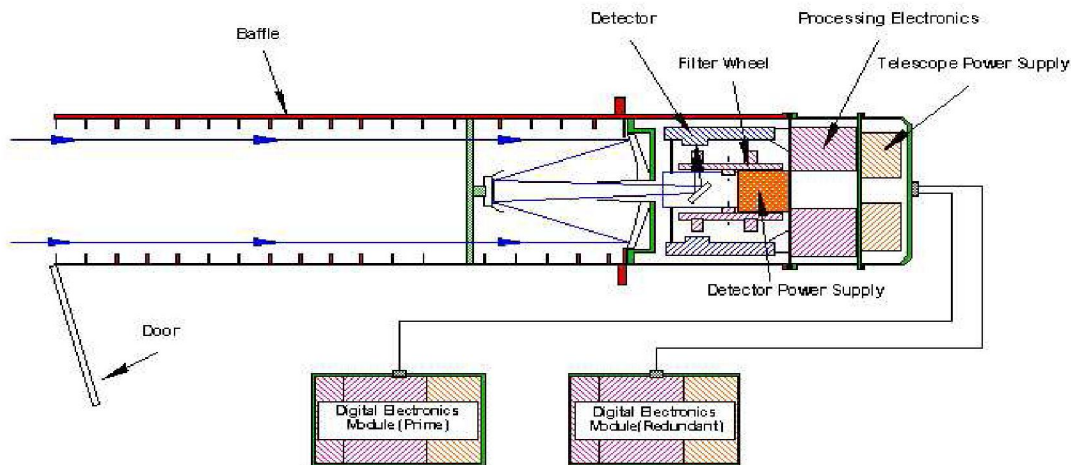 Detector
Processing Electronics
Baffle
Filter Wheel
Telescope Power Supply
Detector Power Supply
Door
Digital Electronics
Module (Prime)
Digital Electronics
Module(Redundant)